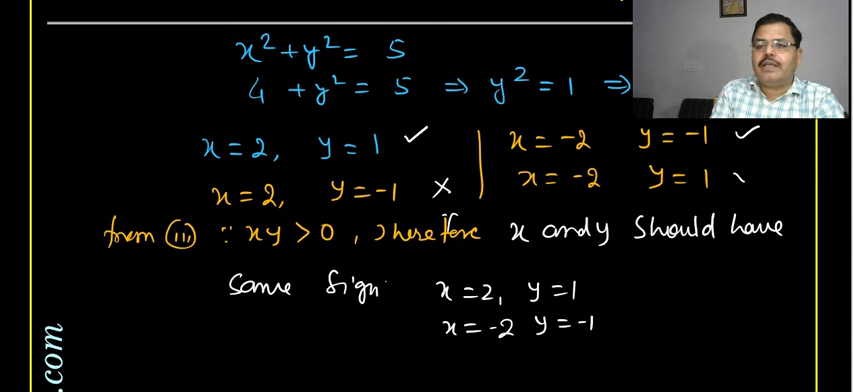 x² + y² = 5
4 + y² = 5 ⇒ y² = 1 ⇒
x = 2, y = 1 ✓
x = 2, y = −1 ×
x = −2 y = −1 ✓
x = −2 y = 1
from (iii) ∵ xy > 0, therefore x and y should have
same sign. x = 2, y = 1
x = −2 y = −1
.com